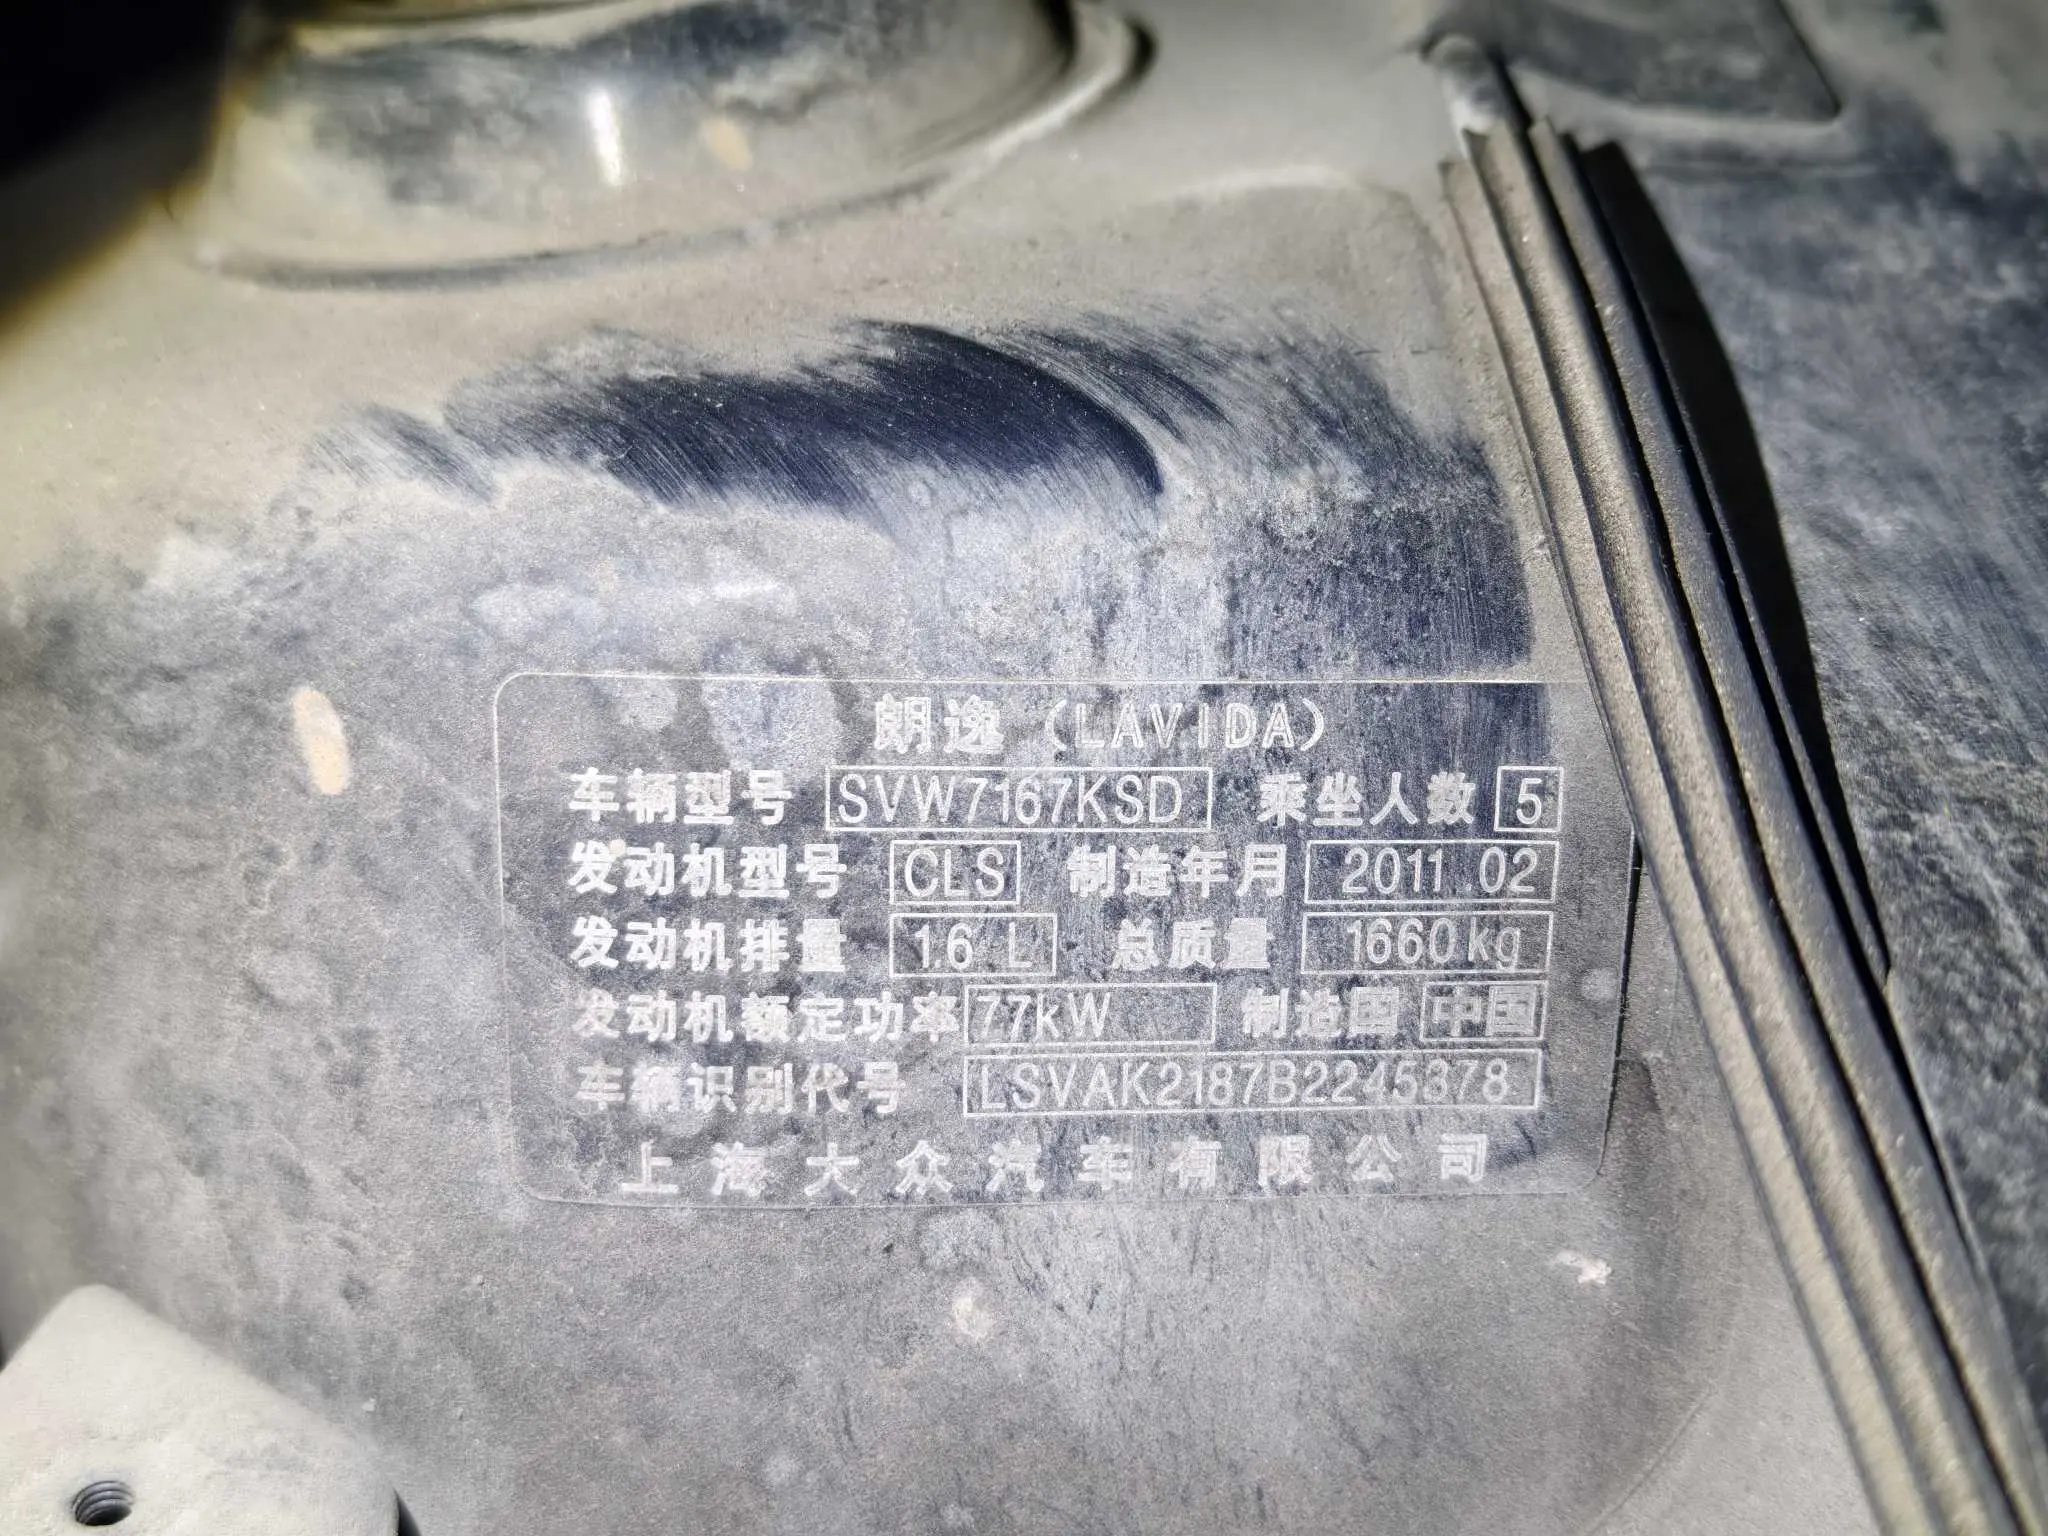 朗逸 (LAVIDA)
车辆型号 SVW7167KSD 乘坐人数 5
发动机型号 CLS 制造年月 2011.02
发动机排量 1.6 L 总质量 1660kg
发动机额定功率 77kW 制造国 中国
车辆识别代号 LSVAK2187B2245878
上海大众汽车有限公司